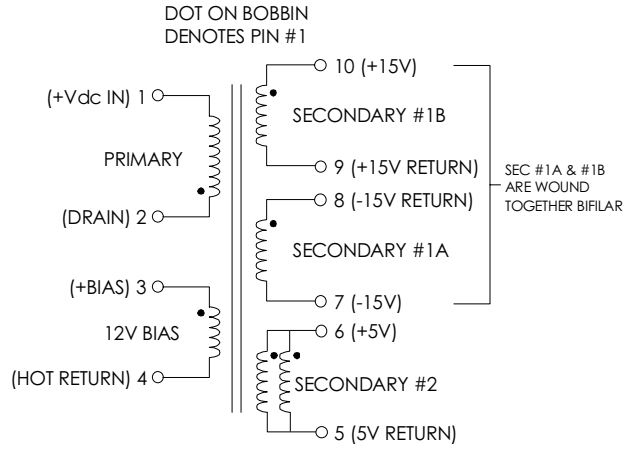 DOT ON BOBBIN
DENOTES PIN #1
(+Vdc IN) 1
PRIMARY
(DRAIN) 2
(+BIAS) 3
12V BIAS
(HOT RETURN) 4
10 (+15V)
SECONDARY #1B
9 (+15V RETURN)
8 (-15V RETURN)
SECONDARY #1A
7 (-15V)
6 (+5V)
SECONDARY #2
5 (5V RETURN)
SEC #1A & #1B
ARE WOUND
TOGETHER BIFILAR